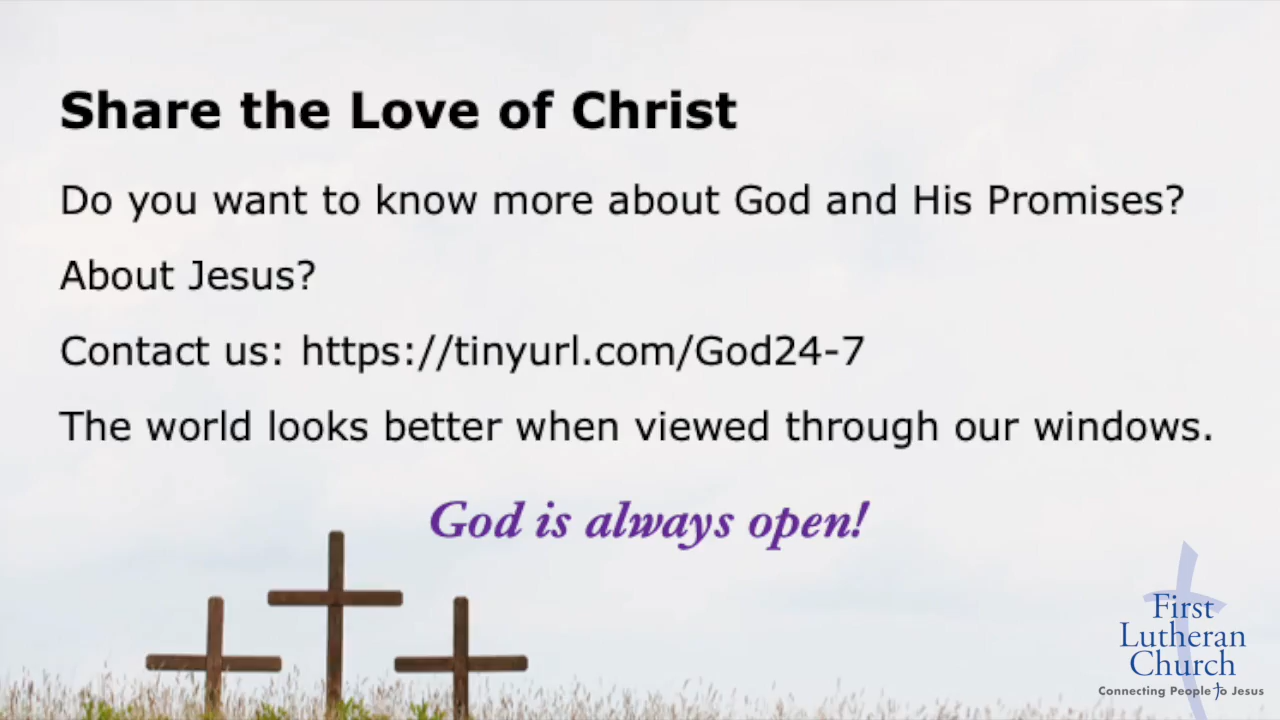 Share the Love of Christ
Do you want to know more about God and His Promises?
About Jesus?
Contact us: https://tinyurl.com/God24-7
The world looks better when viewed through our windows.
God is always open!
First
Lutheran
Church
Connecting People to Jesus